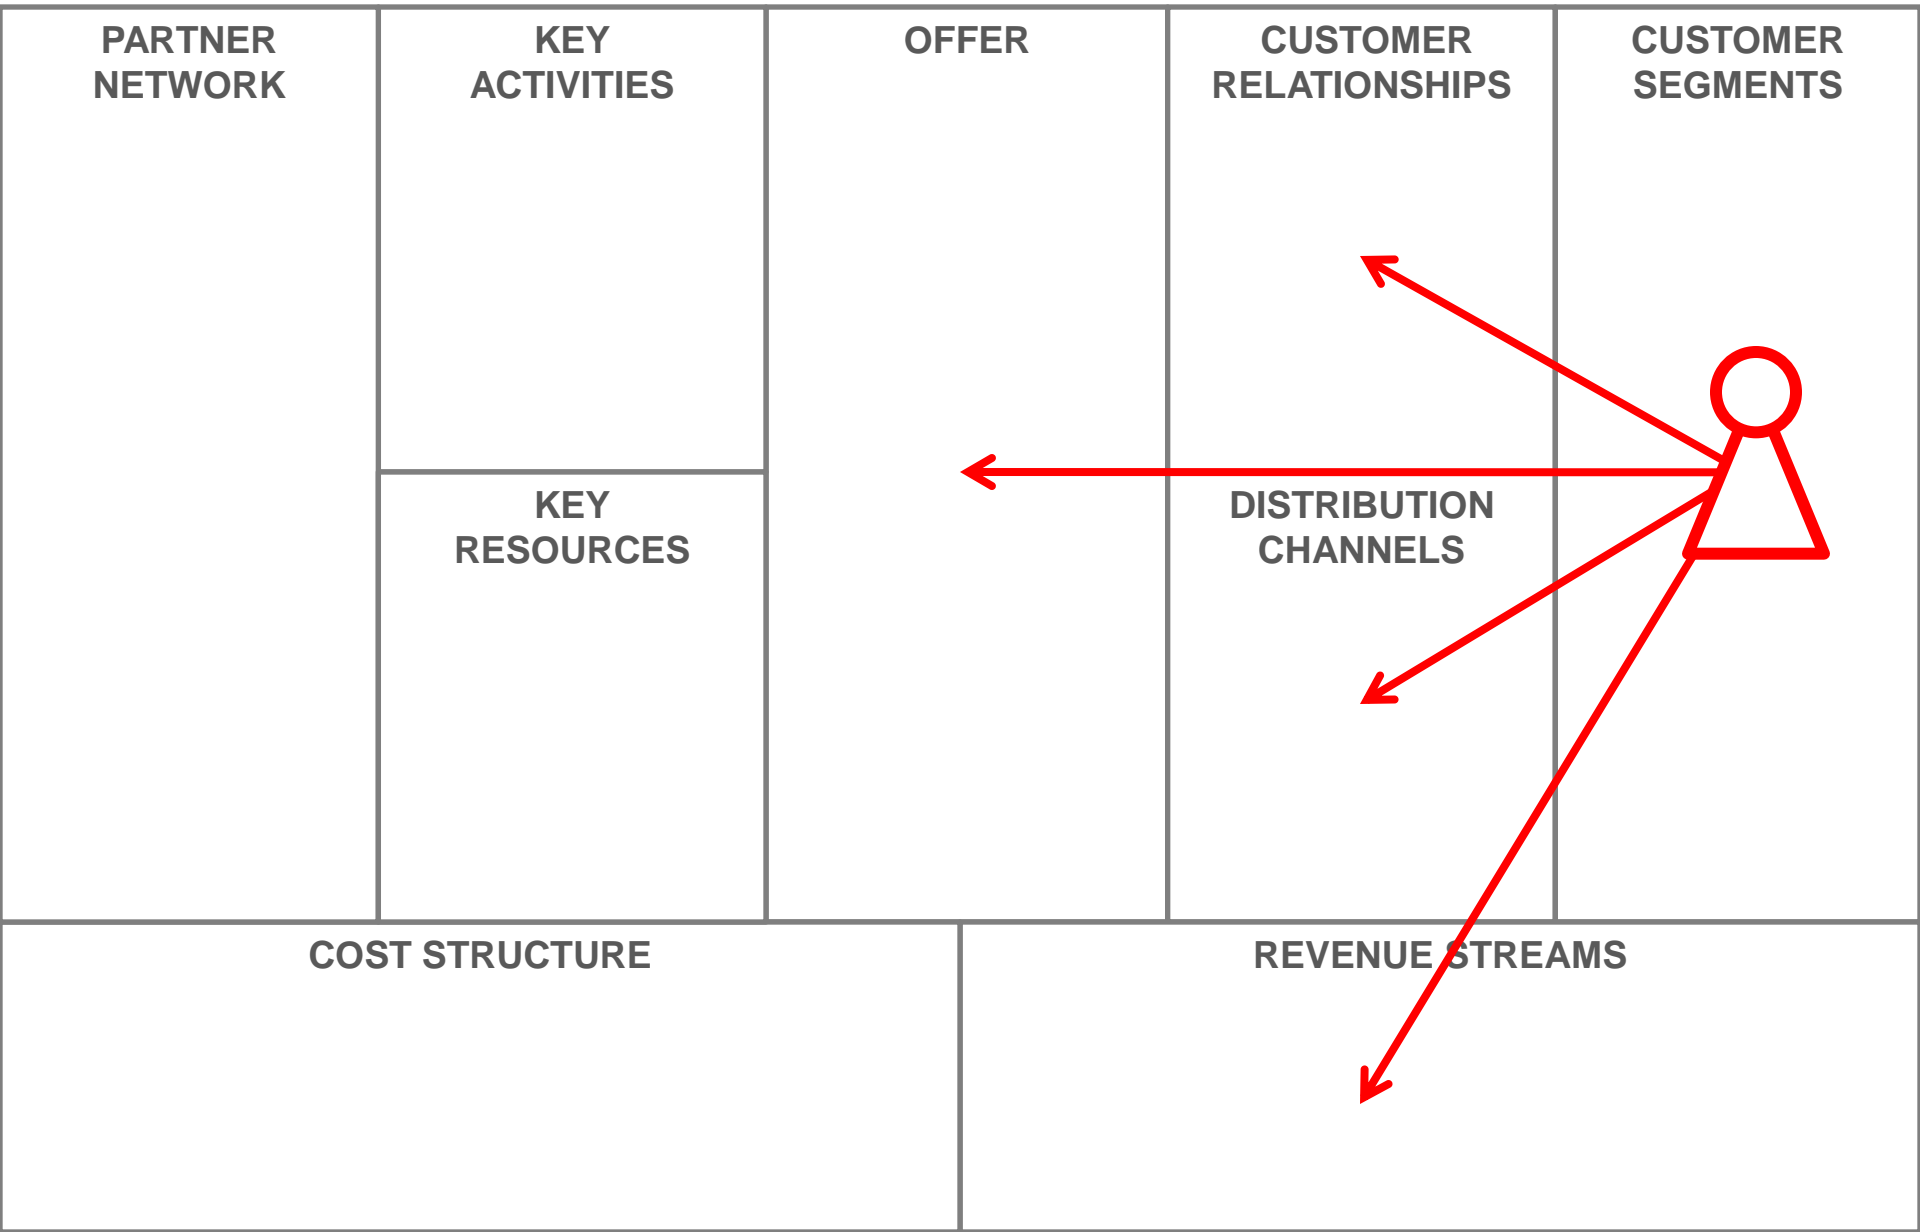 PARTNER
NETWORK
KEY
ACTIVITIES
OFFER
CUSTOMER
RELATIONSHIPS
CUSTOMER
SEGMENTS
KEY
RESOURCES
DISTRIBUTION
CHANNELS
COST STRUCTURE
REVENUE STREAMS